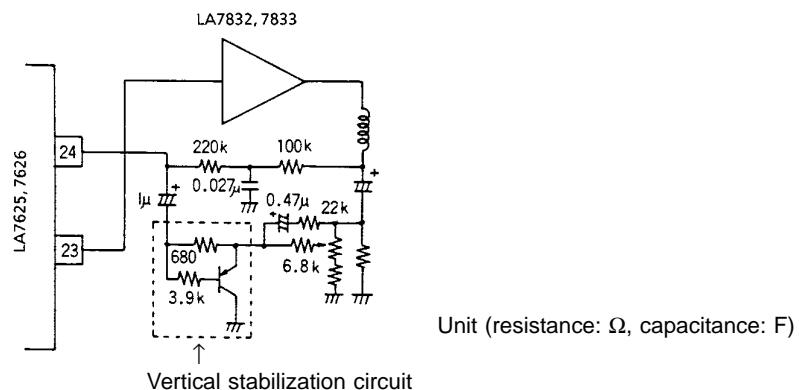 LA7832, 7833
LA7625, 7626
24
220k
100k
0.027µ
1µ
0.47µ
22k
23
680
6.8k
3.9k
Unit (resistance: Ω, capacitance: F)
Vertical stabilization circuit